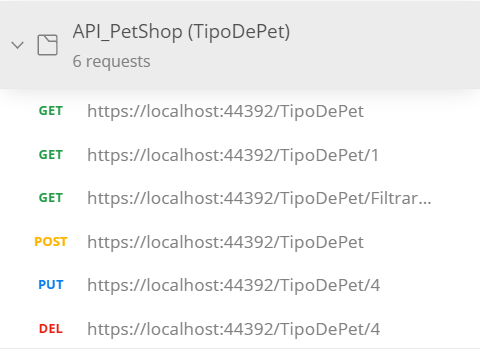 API_PetShop (TipoDePet)
6 requests
GET https://localhost:44392/TipoDePet
GET https://localhost:44392/TipoDePet/1
GET https://localhost:44392/TipoDePet/Filtrar...
POST https://localhost:44392/TipoDePet
PUT https://localhost:44392/TipoDePet/4
DEL https://localhost:44392/TipoDePet/4